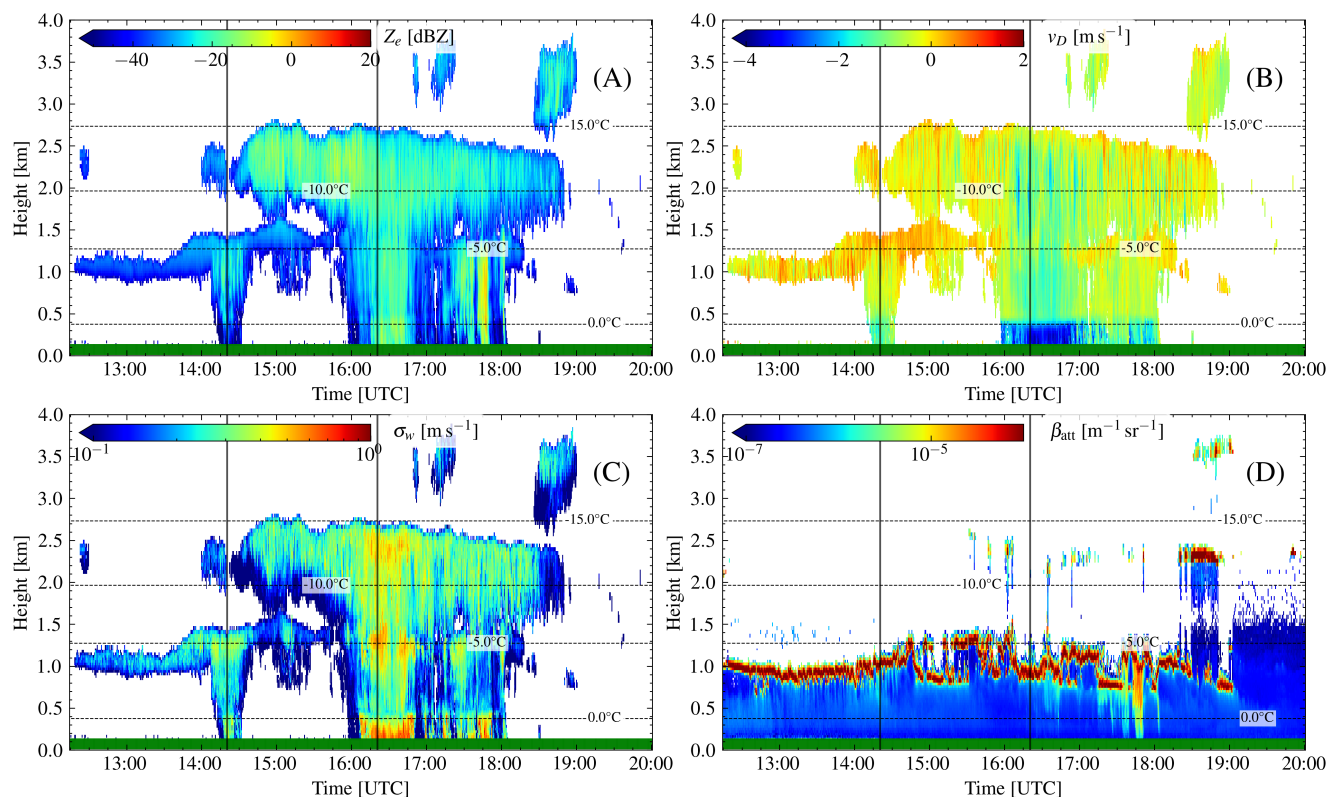 Z_e [dBZ]
−40 −20 0 20
(A)
4.0
3.5
3.0
2.5
2.0
1.5
1.0
0.5
0.0
Height [km]
-15.0°C
-10.0°C
-5.0°C
0.0°C
13:00 14:00 15:00 16:00 17:00 18:00 19:00 20:00
Time [UTC]
v_D [m s⁻¹]
−4 −2 0 2
(B)
4.0
3.5
3.0
2.5
2.0
1.5
1.0
0.5
0.0
Height [km]
-15.0°C
-10.0°C
-5.0°C
0.0°C
13:00 14:00 15:00 16:00 17:00 18:00 19:00 20:00
Time [UTC]
σ_w [m s⁻¹]
10⁻¹ 10⁰
(C)
4.0
3.5
3.0
2.5
2.0
1.5
1.0
0.5
0.0
Height [km]
-15.0°C
-10.0°C
-5.0°C
0.0°C
13:00 14:00 15:00 16:00 17:00 18:00 19:00 20:00
Time [UTC]
β_att [m⁻¹ sr⁻¹]
10⁻⁷ 10⁻⁵
(D)
4.0
3.5
3.0
2.5
2.0
1.5
1.0
0.5
0.0
Height [km]
-15.0°C
-10.0°C
-5.0°C
0.0°C
13:00 14:00 15:00 16:00 17:00 18:00 19:00 20:00
Time [UTC]